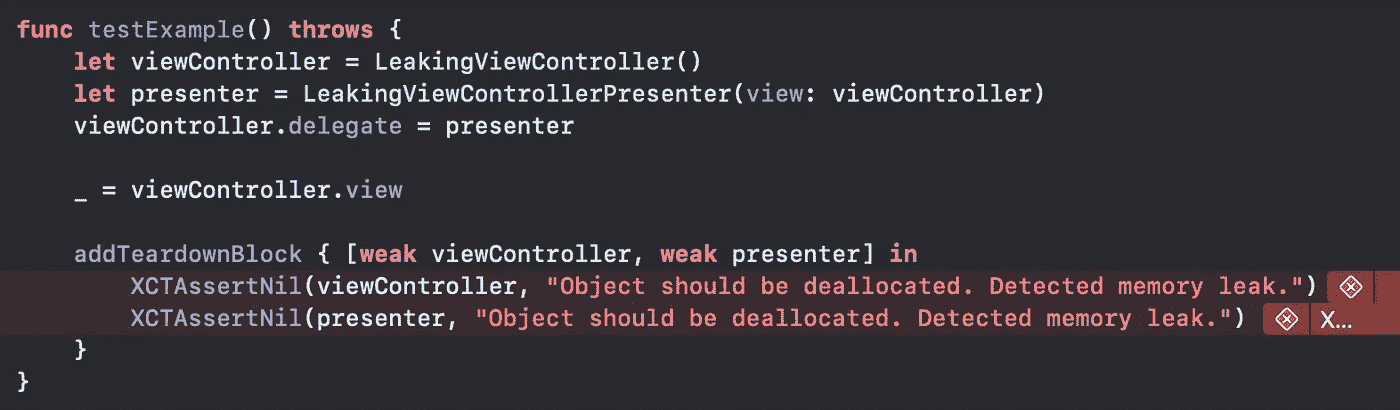 func testExample() throws {
    let viewController = LeakingViewController()
    let presenter = LeakingViewControllerPresenter(view: viewController)
    viewController.delegate = presenter

    _ = viewController.view

    addTeardownBlock { [weak viewController, weak presenter] in
        XCTAssertNil(viewController, "Object should be deallocated. Detected memory leak.")
        XCTAssertNil(presenter, "Object should be deallocated. Detected memory leak.") X...
    }
}